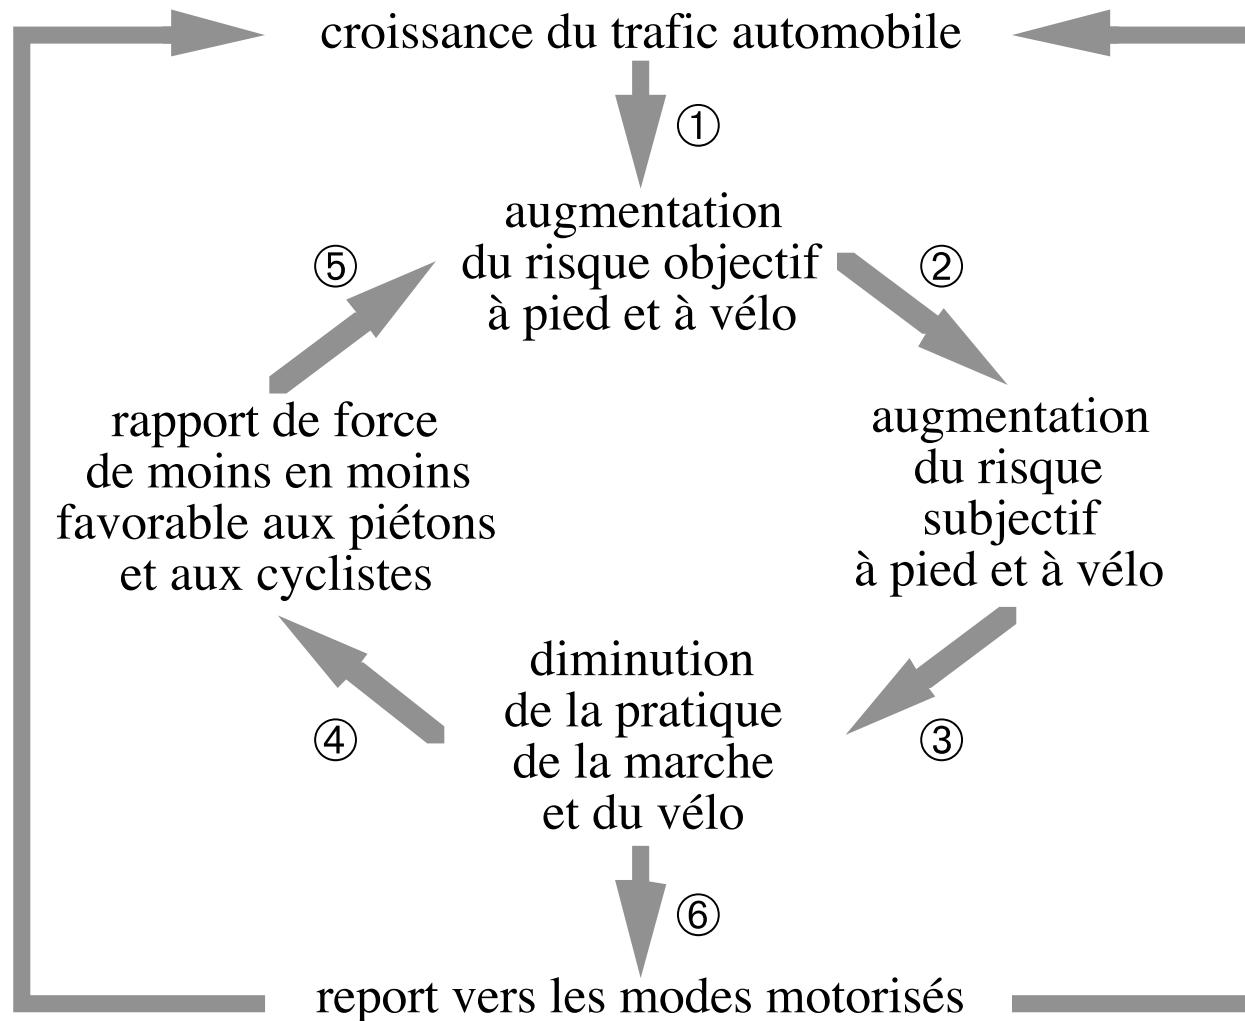 croissance du trafic automobile
①
augmentation
du risque objectif
à pied et à vélo
⑤
②
rapport de force
de moins en moins
favorable aux piétons
et aux cyclistes
augmentation
du risque
subjectif
à pied et à vélo
diminution
de la pratique
de la marche
et du vélo
④
③
⑥
report vers les modes motorisés